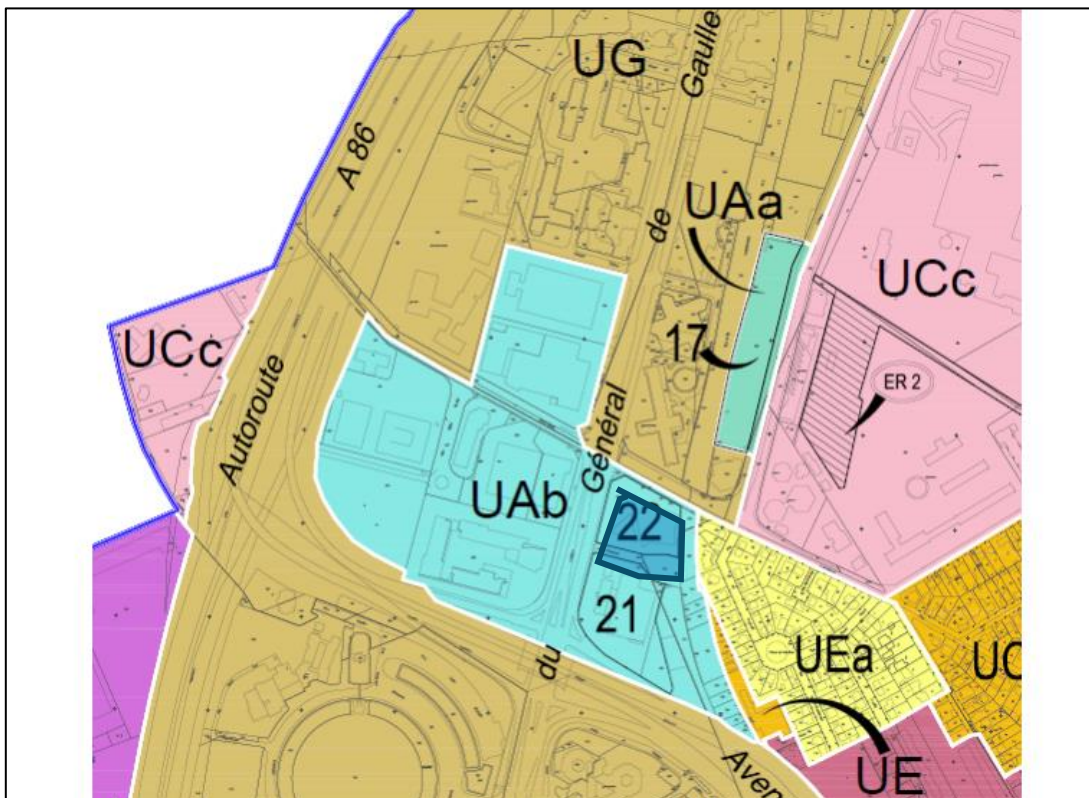 UG
Gaulle
A 86
UAa
de
UCc
UCc
17
ER 2
Autoroute
Général
UAb
22
21
du
UEa
UC
UE
Aven